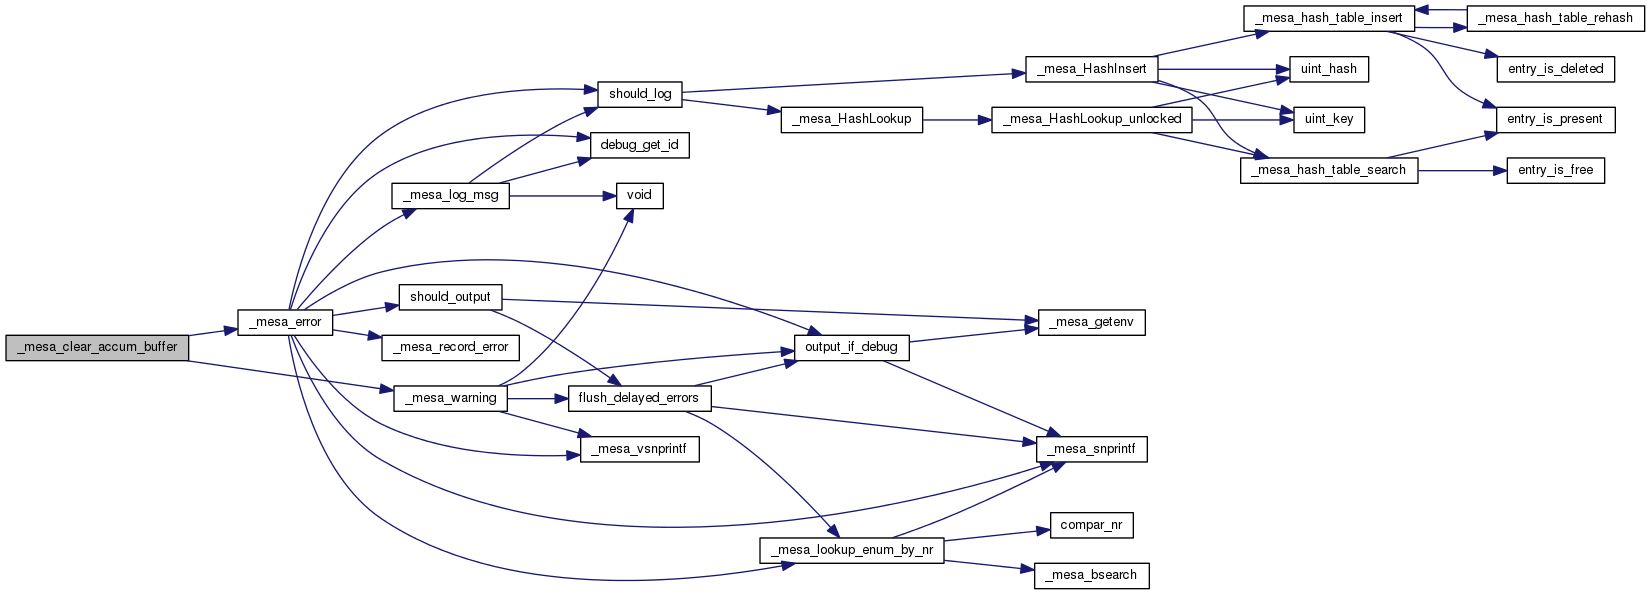 _mesa_hash_table_insert
_mesa_hash_table_rehash
_mesa_HashInsert
uint_hash
entry_is_deleted
should_log
_mesa_HashLookup
_mesa_HashLookup_unlocked
uint_key
entry_is_present
debug_get_id
_mesa_hash_table_search
entry_is_free
_mesa_log_msg
void
should_output
_mesa_error
_mesa_getenv
_mesa_clear_accum_buffer
_mesa_record_error
output_if_debug
_mesa_warning
flush_delayed_errors
_mesa_vsnprintf
_mesa_snprintf
compar_nr
_mesa_lookup_enum_by_nr
_mesa_bsearch